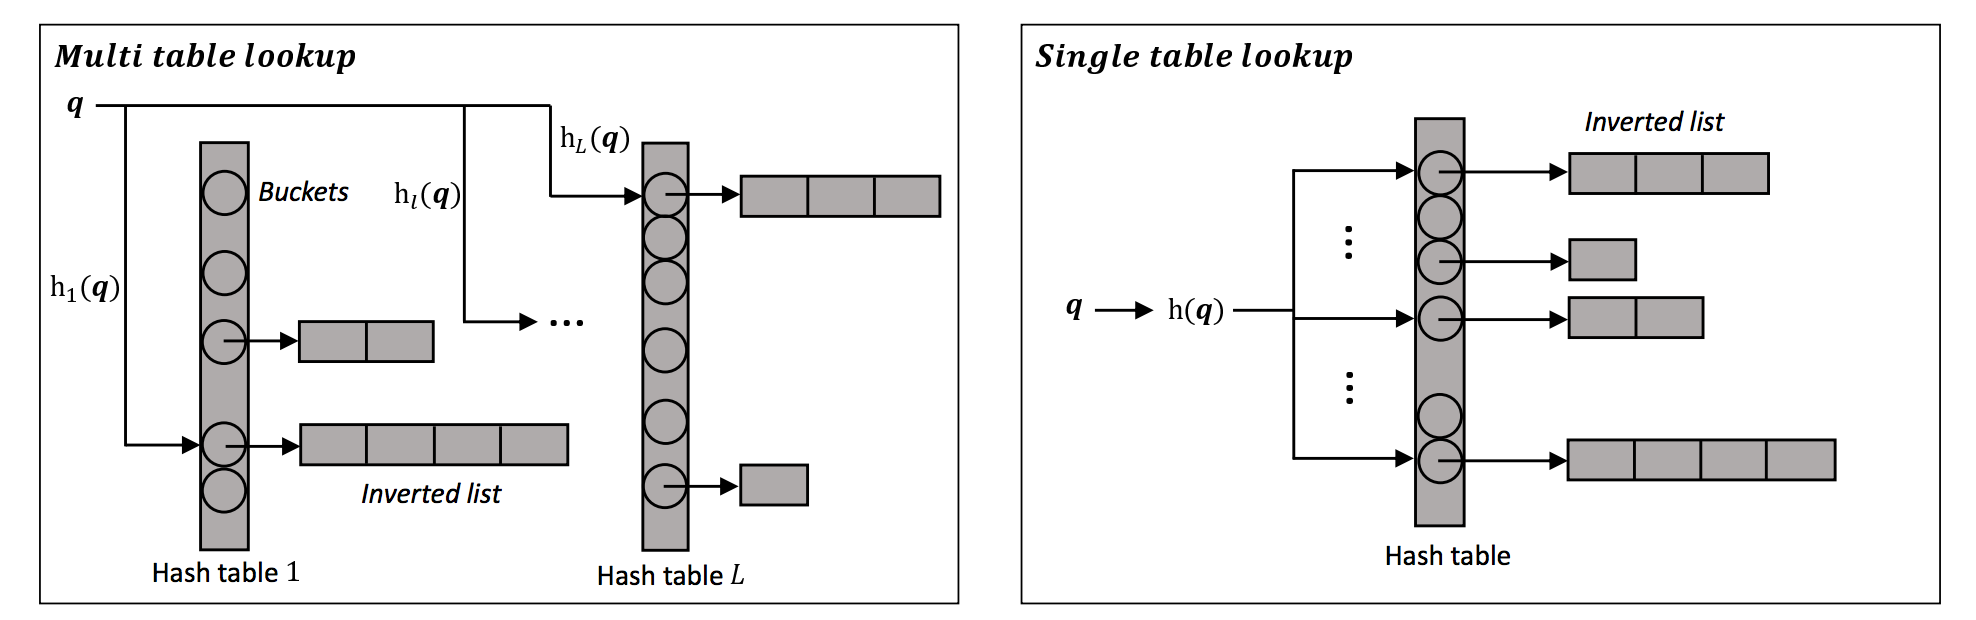 Multi table lookup
q
h_L(q)
Buckets
h_l(q)
h_1(q)
...
Inverted list
Hash table 1
Hash table L
Single table lookup
Inverted list
⋮
q
h(q)
⋮
Hash table